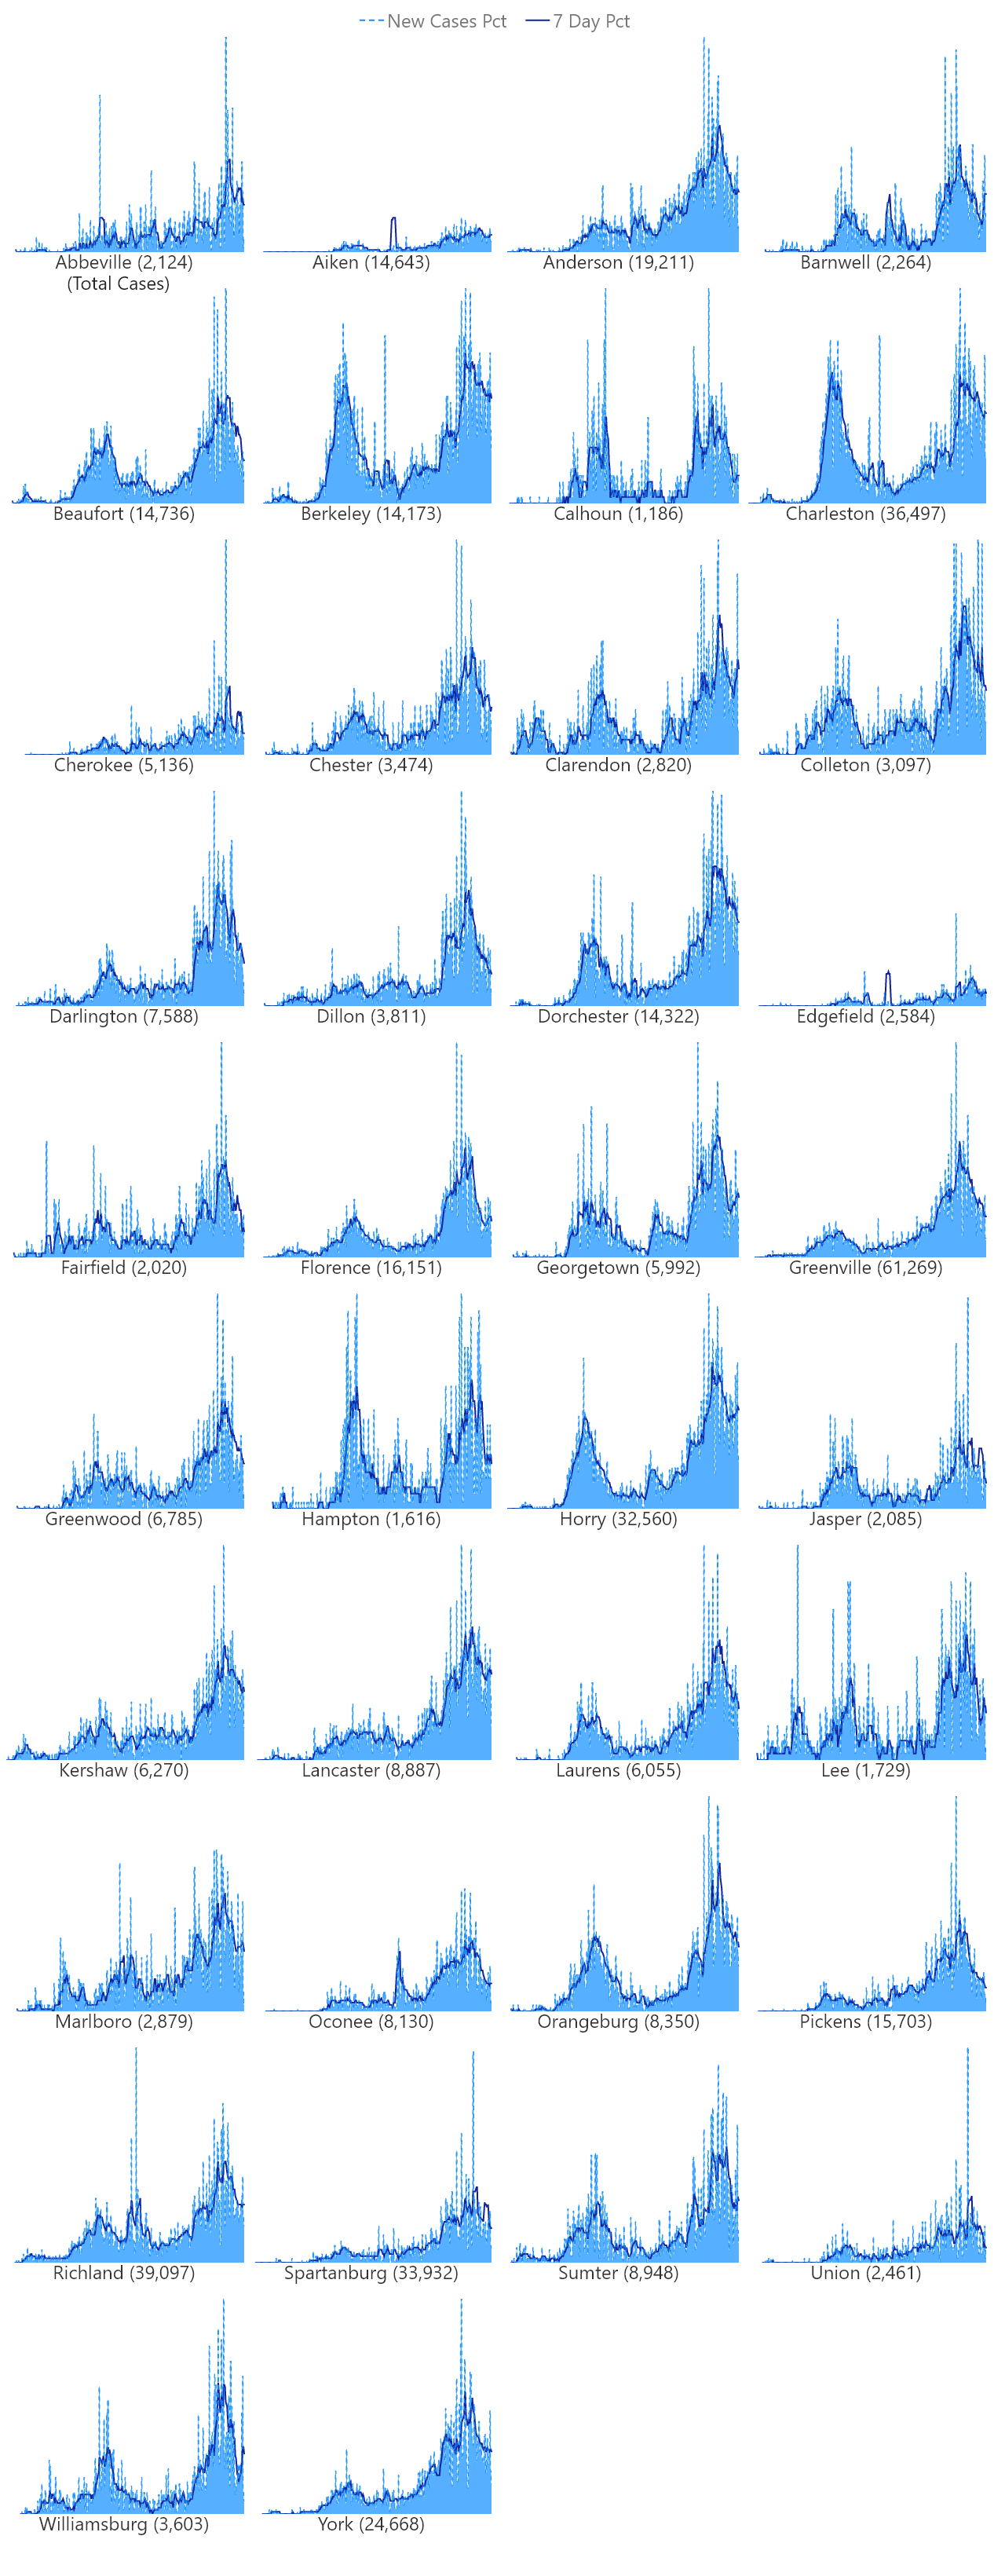 New Cases Pct 7 Day Pct
Abbeville (2,124) Aiken (14,643) Anderson (19,211) Barnwell (2,264)
(Total Cases)
Beaufort (14,736) Berkeley (14,173) Calhoun (1,186) Charleston (36,497)
Cherokee (5,136) Chester (3,474) Clarendon (2,820) Colleton (3,097)
Darlington (7,588) Dillon (3,811) Dorchester (14,322) Edgefield (2,584)
Fairfield (2,020) Florence (16,151) Georgetown (5,992) Greenville (61,269)
Greenwood (6,785) Hampton (1,616) Horry (32,560) Jasper (2,085)
Kershaw (6,270) Lancaster (8,887) Laurens (6,055) Lee (1,729)
Marlboro (2,879) Oconee (8,130) Orangeburg (8,350) Pickens (15,703)
Richland (39,097) Spartanburg (33,932) Sumter (8,948) Union (2,461)
Williamsburg (3,603) York (24,668)